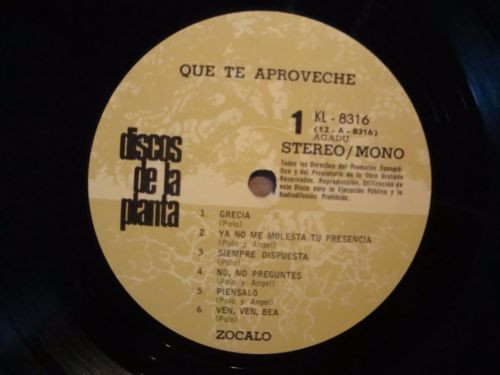 QUE TE APROVECHE
discos
de la
planta
1 KL - 8316
(12 - A - 8316)
AGADU
STEREO/MONO
Todos los Derechos del Productor Fonográ-
fico y del Propietario de la Obra Grabada
Reservados. Reproducción, Utilización de
este Disco para la Ejecución Pública y la
Radiodifusión Prohibida.
1. GRECIA
(Polo)
2. YA NO ME MOLESTA TU PRESENCIA
(Polo y Angel)
3. SIEMPRE DISPUESTA
(Polo)
4. NO, NO PREGUNTES
(Polo y Angel)
5. PIENSALO
(Polo y Angel)
6. VEN, VEN, BEA
(Polo)
ZOCALO